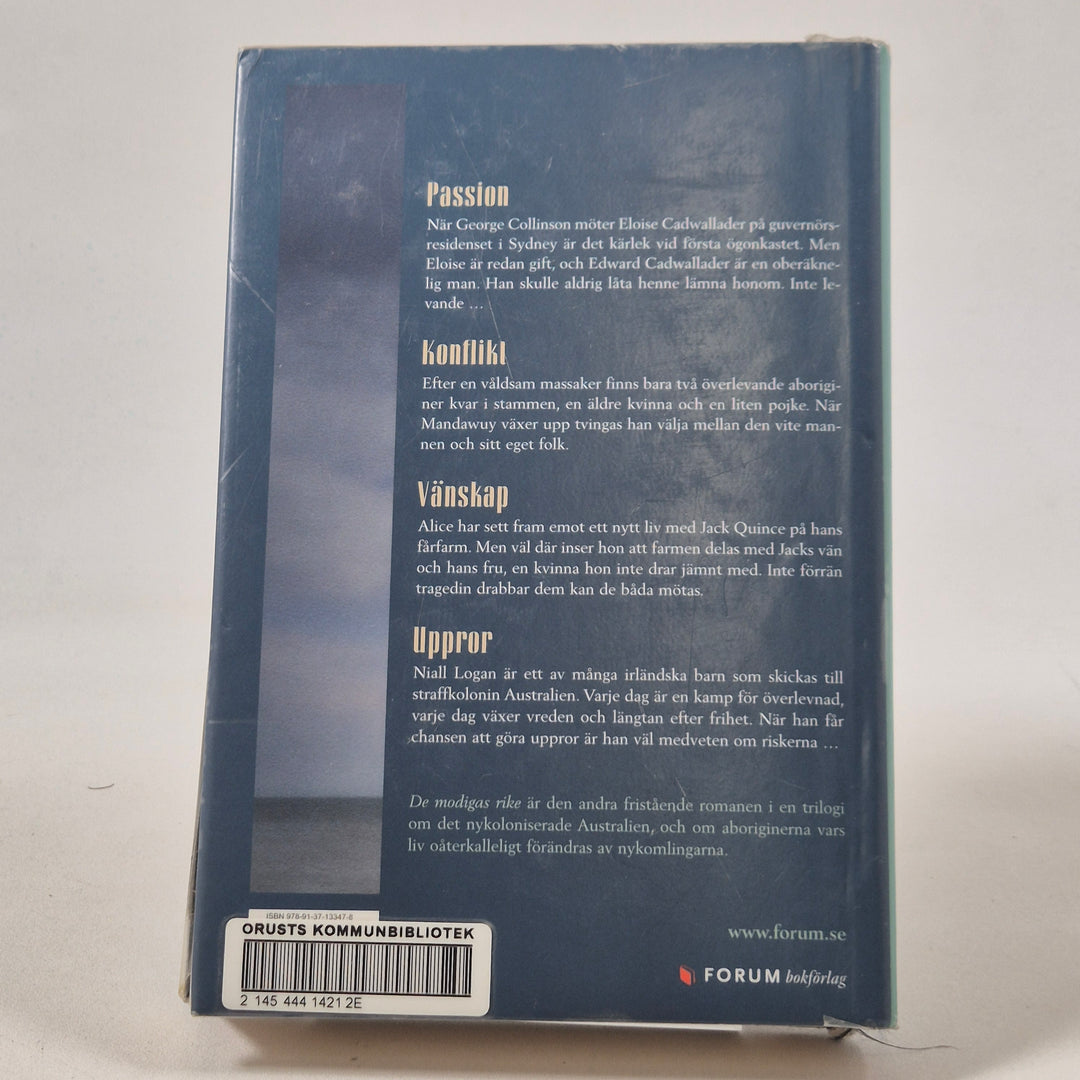 Passion
När George Collinson möter Eloise Cadwallader på guvernörs-
residenset i Sydney är det kärlek vid första ögonkastet. Men
Eloise är redan gift, och Edward Cadwallader är en oberäkne-
lig man. Han skulle aldrig låta henne lämna honom. Inte le-
vande ...
Konflikt
Efter en våldsam massaker finns bara två överlevande aborigi-
ner kvar i stammen, en äldre kvinna och en liten pojke. När
Mandawuy växer upp tvingas han välja mellan den vite man-
nen och sitt eget folk.
Vänskap
Alice har sett fram emot ett nytt liv med Jack Quince på hans
fårfarm. Men väl där inser hon att farmen delas med Jacks vän
och hans fru, en kvinna hon inte drar jämnt med. Inte förrän
tragedin drabbar dem kan de båda mötas.
Uppror
Niall Logan är ett av många irländska barn som skickas till
straffkolonin Australien. Varje dag är en kamp för överlevnad,
varje dag växer vreden och längtan efter frihet. När han får
chansen att göra uppror är han väl medveten om riskerna ...
De modigas rike är den andra fristående romanen i en trilogi
om det nykoloniserade Australien, och om aboriginerna vars
liv oåterkalleligt förändras av nykomlingarna.
ISBN 978-91-37-13347-8
ORUSTS KOMMUNBIBLIOTEK
2 145 444 1421 2E
www.forum.se
FORUM bokförlag